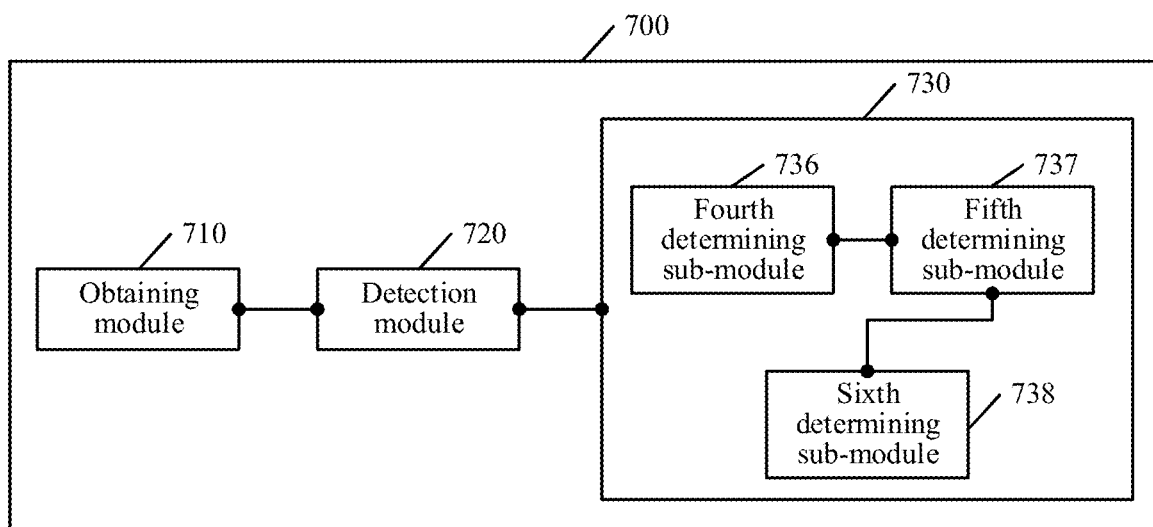 700
730
736
737
Fourth
determining
sub-module
Fifth
determining
sub-module
710
720
Obtaining
module
Detection
module
Sixth
determining
sub-module
738